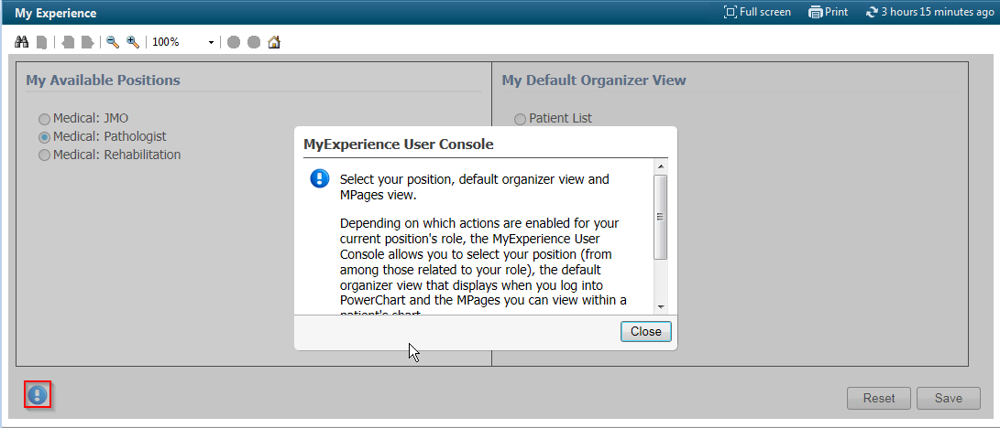 My Experience
Full screen
Print
3 hours 15 minutes ago
100%
My Available Positions
Medical: JMO
Medical: Pathologist
Medical: Rehabilitation
My Default Organizer View
Patient List
MyExperience User Console
Select your position, default organizer view and
MPages view.
Depending on which actions are enabled for your
current position's role, the MyExperience User
Console allows you to select your position (from
among those related to your role), the default
organizer view that displays when you log into
PowerChart and the MPages you can view within a
patient's chart
Close
Reset
Save